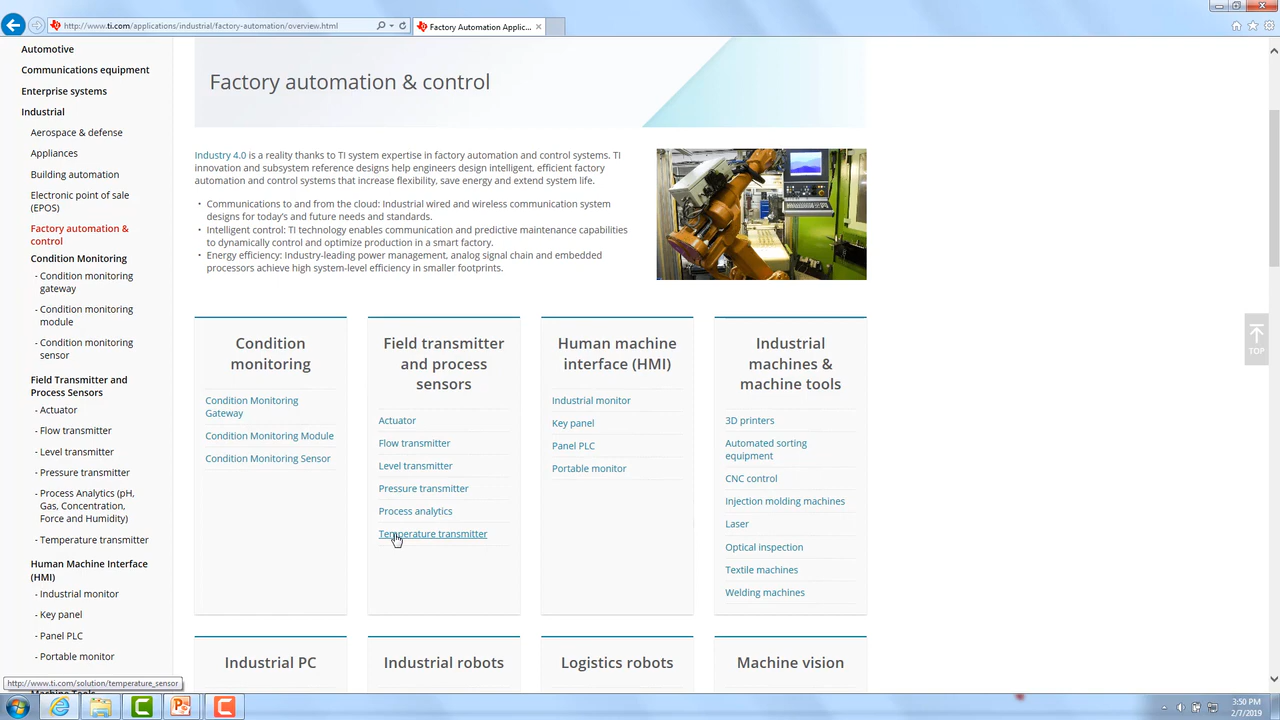 http://www.ti.com/applications/industrial/factory-automation/overview.html
Factory Automation Applic...
Automotive
Communications equipment
Enterprise systems
Industrial
Aerospace & defense
Appliances
Building automation
Electronic point of sale
(EPOS)
Factory automation &
control
Condition Monitoring
- Condition monitoring
gateway
- Condition monitoring
module
- Condition monitoring
sensor
Field Transmitter and
Process Sensors
- Actuator
- Flow transmitter
- Level transmitter
- Pressure transmitter
- Process Analytics (pH,
Gas, Concentration,
Force and Humidity)
- Temperature transmitter
Human Machine Interface
(HMI)
- Industrial monitor
- Key panel
- Panel PLC
- Portable monitor
Factory automation & control
Industry 4.0 is a reality thanks to TI system expertise in factory automation and control systems. TI
innovation and subsystem reference designs help engineers design intelligent, efficient factory
automation and control systems that increase flexibility, save energy and extend system life.
• Communications to and from the cloud: Industrial wired and wireless communication system
designs for today's and future needs and standards.
• Intelligent control: TI technology enables communication and predictive maintenance capabilities
to dynamically control and optimize production in a smart factory.
• Energy efficiency: Industry-leading power management, analog signal chain and embedded
processors achieve high system-level efficiency in smaller footprints.
Condition
monitoring
Condition Monitoring
Gateway
Condition Monitoring Module
Condition Monitoring Sensor
Field transmitter
and process
sensors
Actuator
Flow transmitter
Level transmitter
Pressure transmitter
Process analytics
Temperature transmitter
Human machine
interface (HMI)
Industrial monitor
Key panel
Panel PLC
Portable monitor
Industrial
machines &
machine tools
3D printers
Automated sorting
equipment
CNC control
Injection molding machines
Laser
Optical inspection
Textile machines
Welding machines
Industrial PC
Industrial robots
Logistics robots
Machine vision
TOP
http://www.ti.com/solution/temperature_sensor
Machine Tools
3:50 PM
2/7/2019